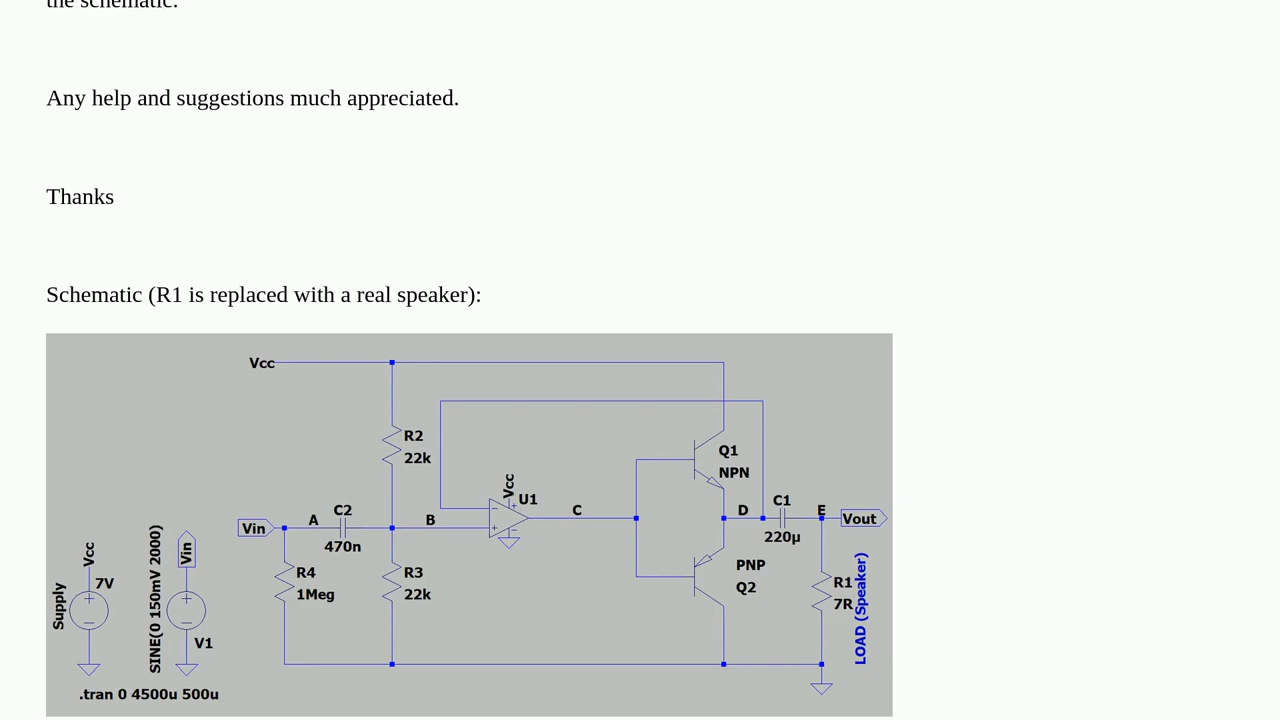 the schematic.
Any help and suggestions much appreciated.
Thanks
Schematic (R1 is replaced with a real speaker):
Vcc
R2
22k
Vcc
U1
Q1
NPN
Vin
A
C2
470n
B
C
D
C1
220µ
E
Vout
R4
1Meg
R3
22k
PNP
Q2
R1
7R
LOAD (Speaker)
Supply
Vcc
7V
SINE(0 150mV 2000)
Vin
V1
.tran 0 4500u 500u